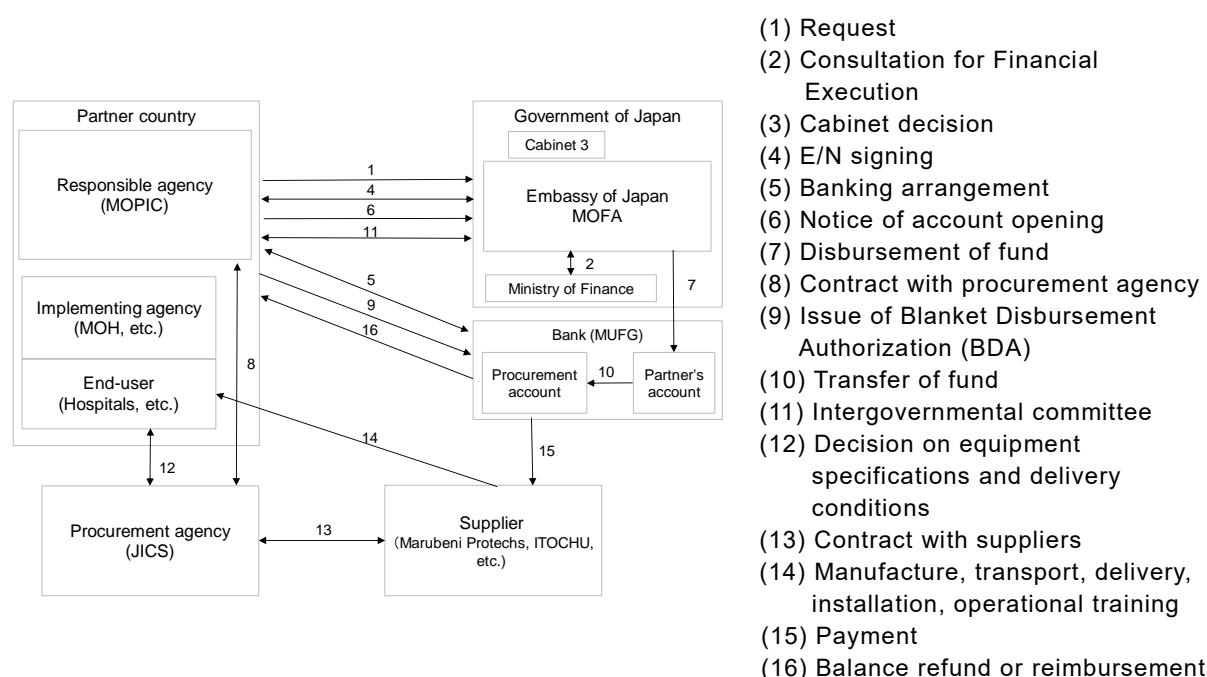 Partner country
Responsible agency
(MOPIC)
Implementing agency
(MOH, etc.)
End-user
(Hospitals, etc.)
1
4
6
11
5
9
16
8
12
14
13
Government of Japan
Cabinet 3
Embassy of Japan
MOFA
2
Ministry of Finance
7
Bank (MUFG)
Procurement
account
10
Partner's
account
15
Procurement agency
(JICS)
Supplier
(Marubeni Protechs, ITOCHU,
etc.)
(1) Request
(2) Consultation for Financial
Execution
(3) Cabinet decision
(4) E/N signing
(5) Banking arrangement
(6) Notice of account opening
(7) Disbursement of fund
(8) Contract with procurement agency
(9) Issue of Blanket Disbursement
Authorization (BDA)
(10) Transfer of fund
(11) Intergovernmental committee
(12) Decision on equipment
specifications and delivery
conditions
(13) Contract with suppliers
(14) Manufacture, transport, delivery,
installation, operational training
(15) Payment
(16) Balance refund or reimbursement